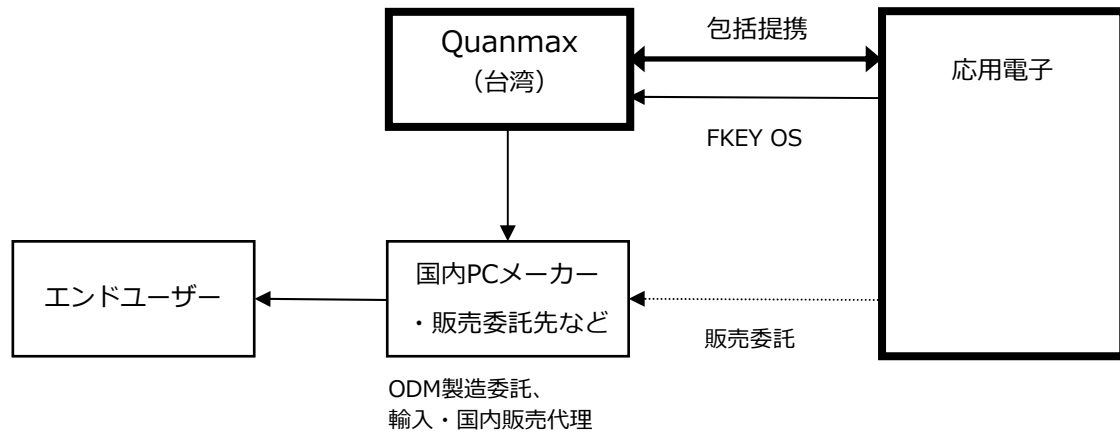 Quanmax
（台湾）
包括提携
応用電子
FKEY OS
エンドユーザー
国内PCメーカー
・販売委託先など
販売委託
ODM製造委託、
輸入・国内販売代理